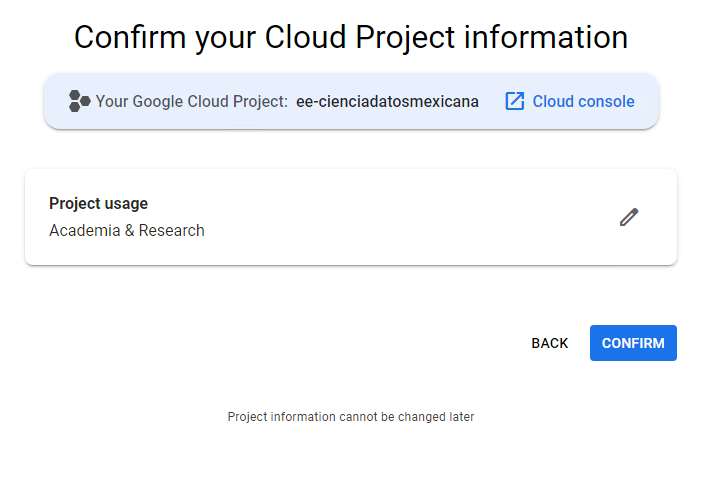 Confirm your Cloud Project information
Your Google Cloud Project: ee-cienciadatosmexicana Cloud console
Project usage
Academia & Research
BACK CONFIRM
Project information cannot be changed later